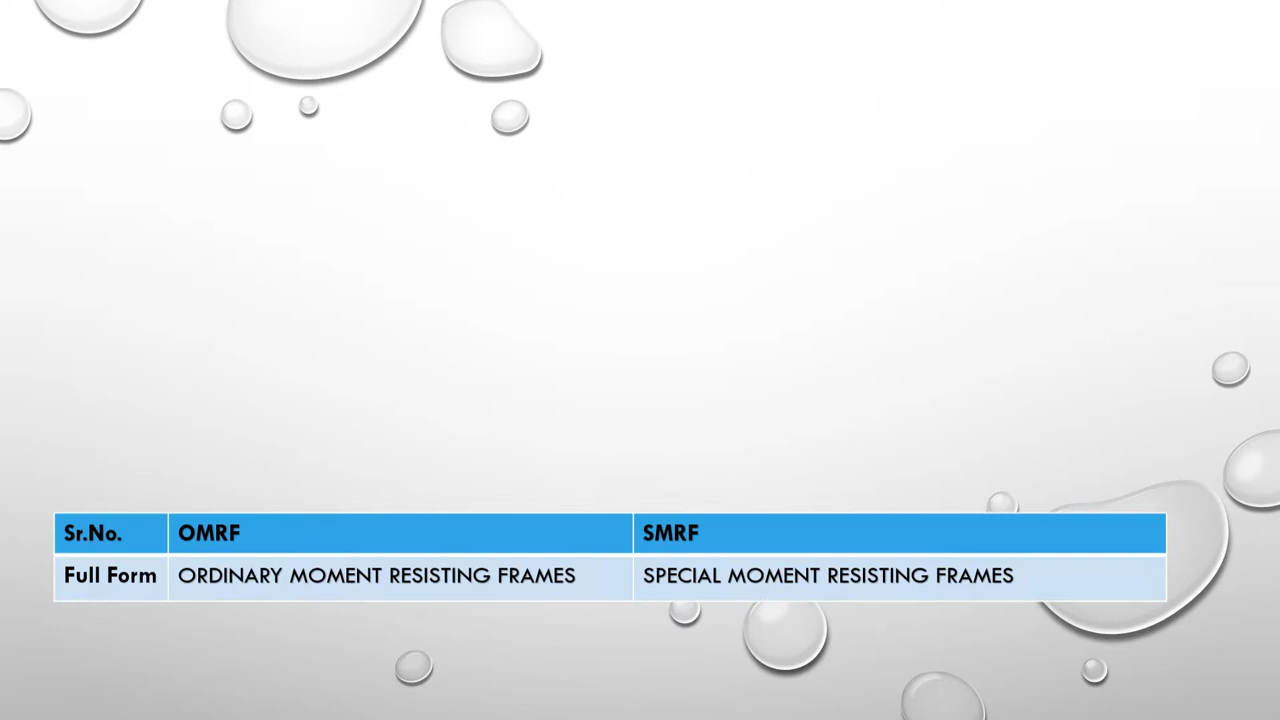 Sr.No. OMRF SMRF
Full Form ORDINARY MOMENT RESISTING FRAMES SPECIAL MOMENT RESISTING FRAMES